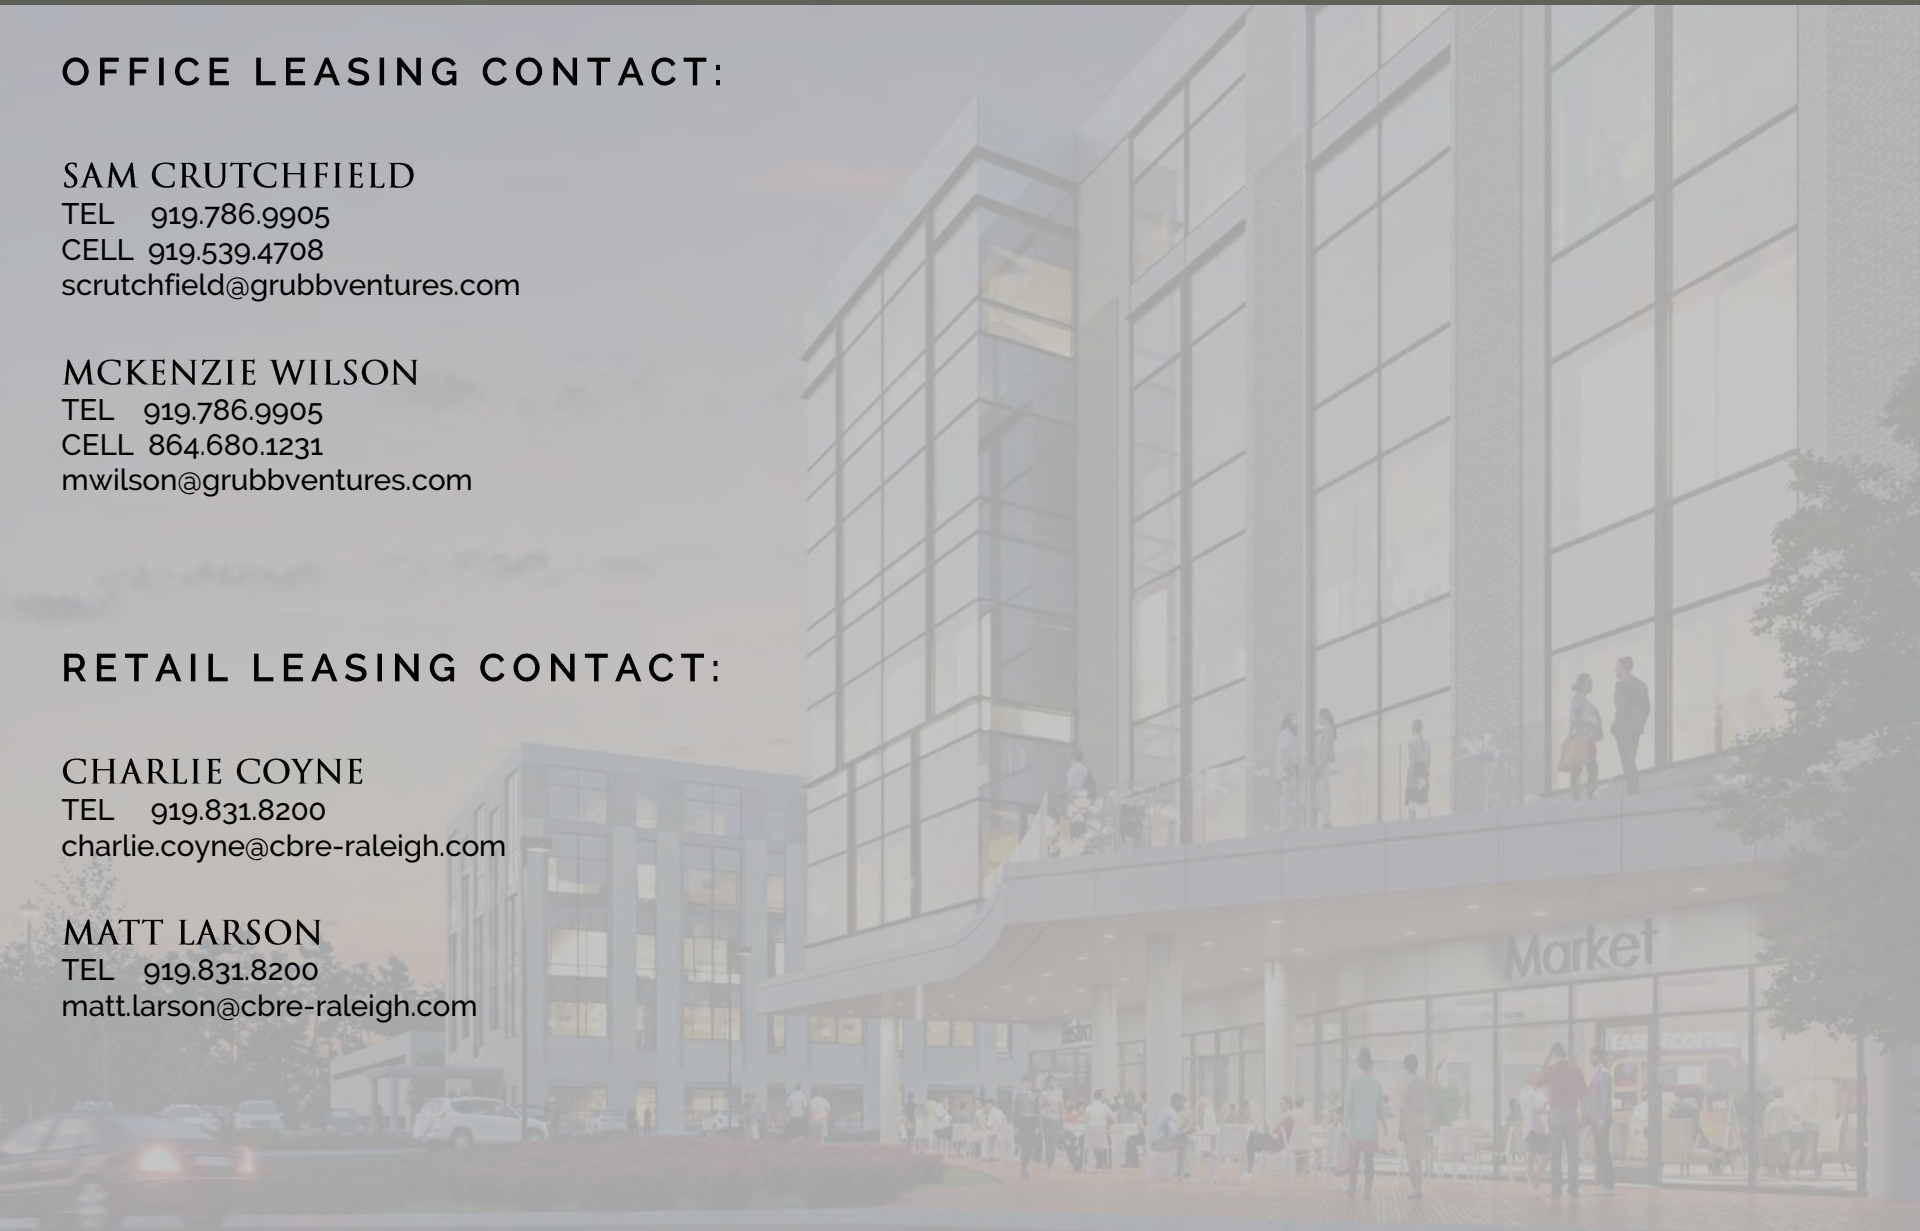 OFFICE LEASING CONTACT:
SAM CRUTCHFIELD
TEL 919.786.9905
CELL 919.539.4708
scrutchfield@grubbventures.com
MCKENZIE WILSON
TEL 919.786.9905
CELL 864.680.1231
mwilson@grubbventures.com
RETAIL LEASING CONTACT:
CHARLIE COYNE
TEL 919.831.8200
charlie.coyne@cbre-raleigh.com
MATT LARSON
TEL 919.831.8200
matt.larson@cbre-raleigh.com
Market